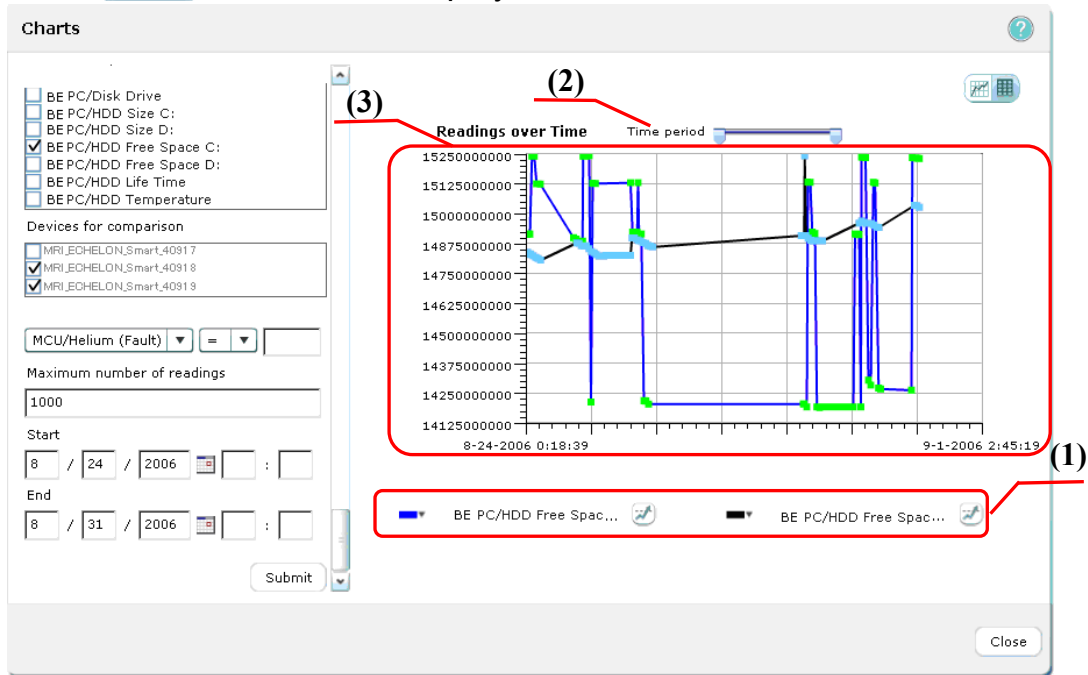 Charts
?
BE PC/Disk Drive
BE PC/HDD Size C:
BE PC/HDD Size D:
BE PC/HDD Free Space C:
BE PC/HDD Free Space D:
BE PC/HDD Life Time
BE PC/HDD Temperature
Devices for comparison
MRI_ECHELON_Smart_40917
MRI_ECHELON_Smart_40918
MRI_ECHELON_Smart_40919
MCU/Helium (Fault) =
Maximum number of readings
1000
Start
8 / 24 / 2006 :
End
8 / 31 / 2006 :
Submit
(3)
(2)
Readings over Time Time period
15250000000
15125000000
15000000000
14875000000
14750000000
14625000000
14500000000
14375000000
14250000000
14125000000
8-24-2006 0:18:39 9-1-2006 2:45:19
(1)
BE PC/HDD Free Spac... BE PC/HDD Free Spac...
Close